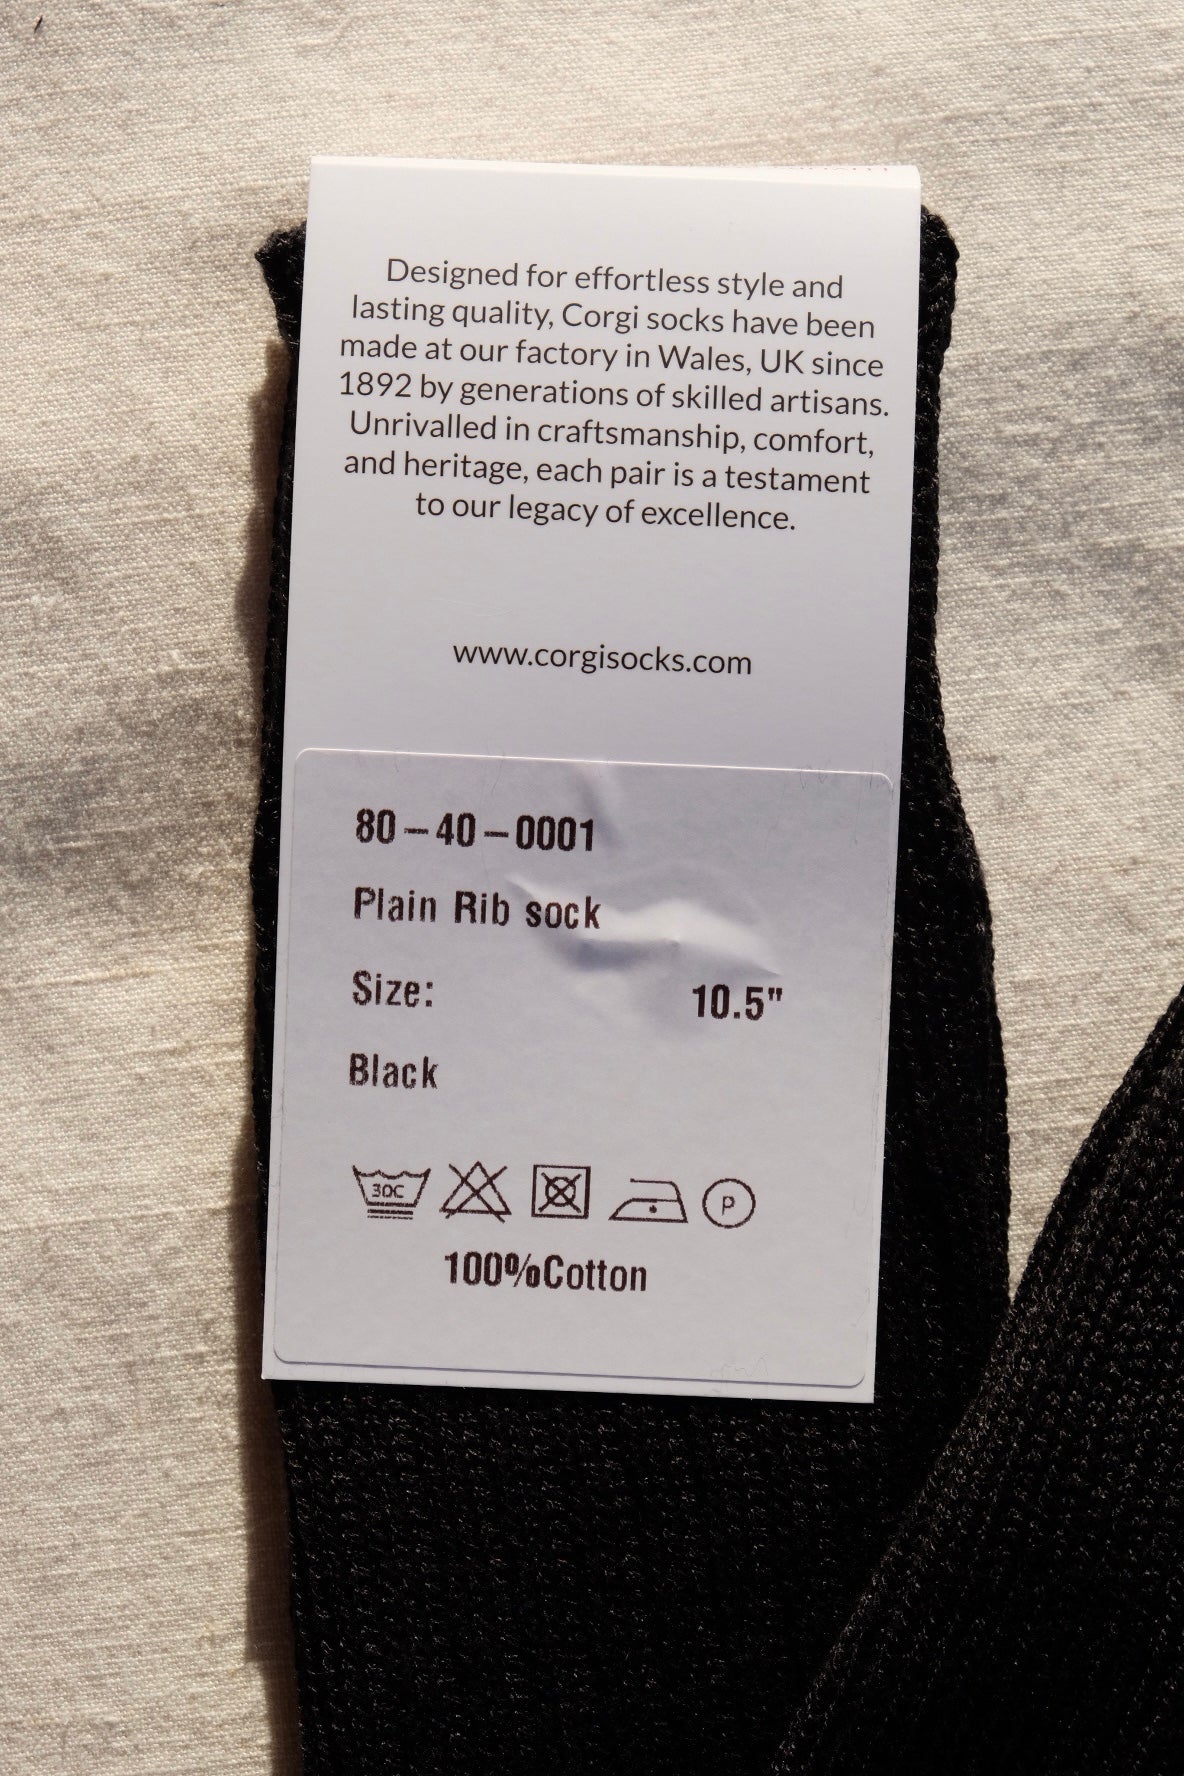 Designed for effortless style and
lasting quality, Corgi socks have been
made at our factory in Wales, UK since
1892 by generations of skilled artisans.
Unrivalled in craftsmanship, comfort,
and heritage, each pair is a testament
to our legacy of excellence.
www.corgisocks.com
80-40-0001
Plain Rib sock
Size: 10.5"
Black
30C P
100%Cotton